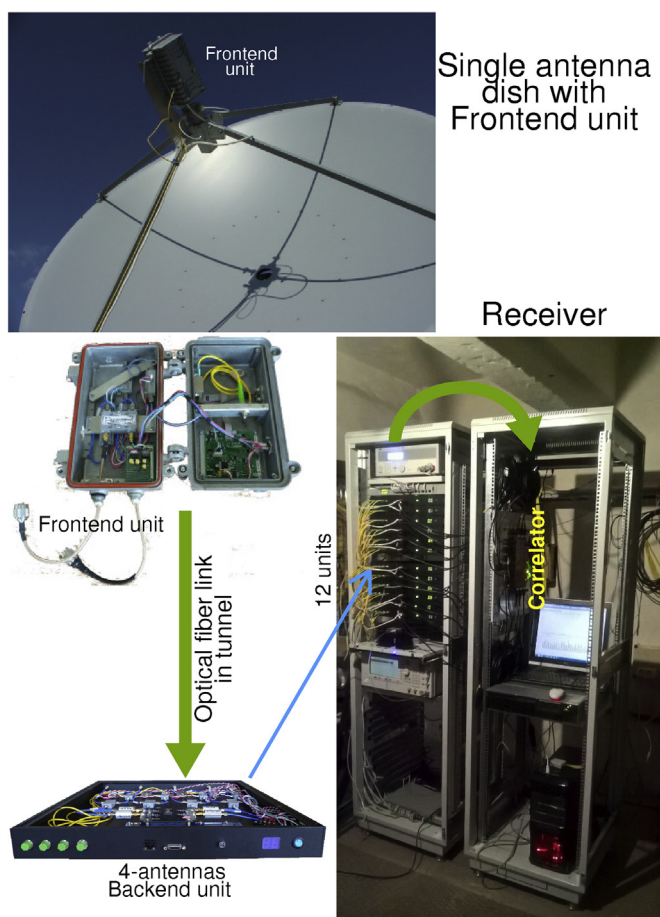 Frontend
unit
Single antenna
dish with
Frontend unit
Receiver
Frontend unit
Optical fiber link
in tunnel
12 units
Correlator
4-antennas
Backend unit